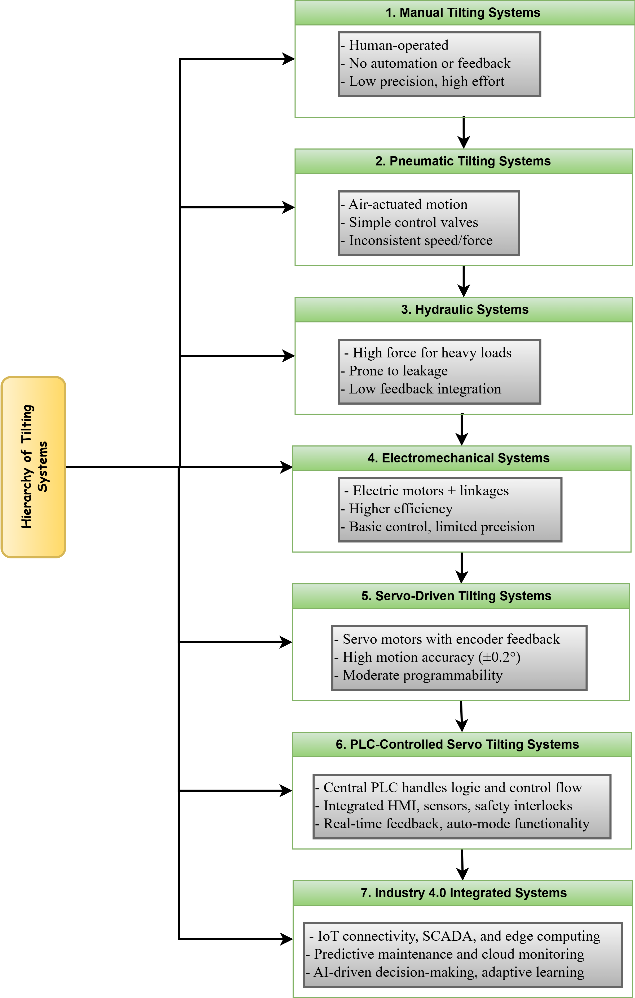 Hierarchy of Tilting
Systems
1. Manual Tilting Systems
- Human-operated
- No automation or feedback
- Low precision, high effort
2. Pneumatic Tilting Systems
- Air-actuated motion
- Simple control valves
- Inconsistent speed/force
3. Hydraulic Systems
- High force for heavy loads
- Prone to leakage
- Low feedback integration
4. Electromechanical Systems
- Electric motors + linkages
- Higher efficiency
- Basic control, limited precision
5. Servo-Driven Tilting Systems
- Servo motors with encoder feedback
- High motion accuracy (±0.2°)
- Moderate programmability
6. PLC-Controlled Servo Tilting Systems
- Central PLC handles logic and control flow
- Integrated HMI, sensors, safety interlocks
- Real-time feedback, auto-mode functionality
7. Industry 4.0 Integrated Systems
- IoT connectivity, SCADA, and edge computing
- Predictive maintenance and cloud monitoring
- AI-driven decision-making, adaptive learning